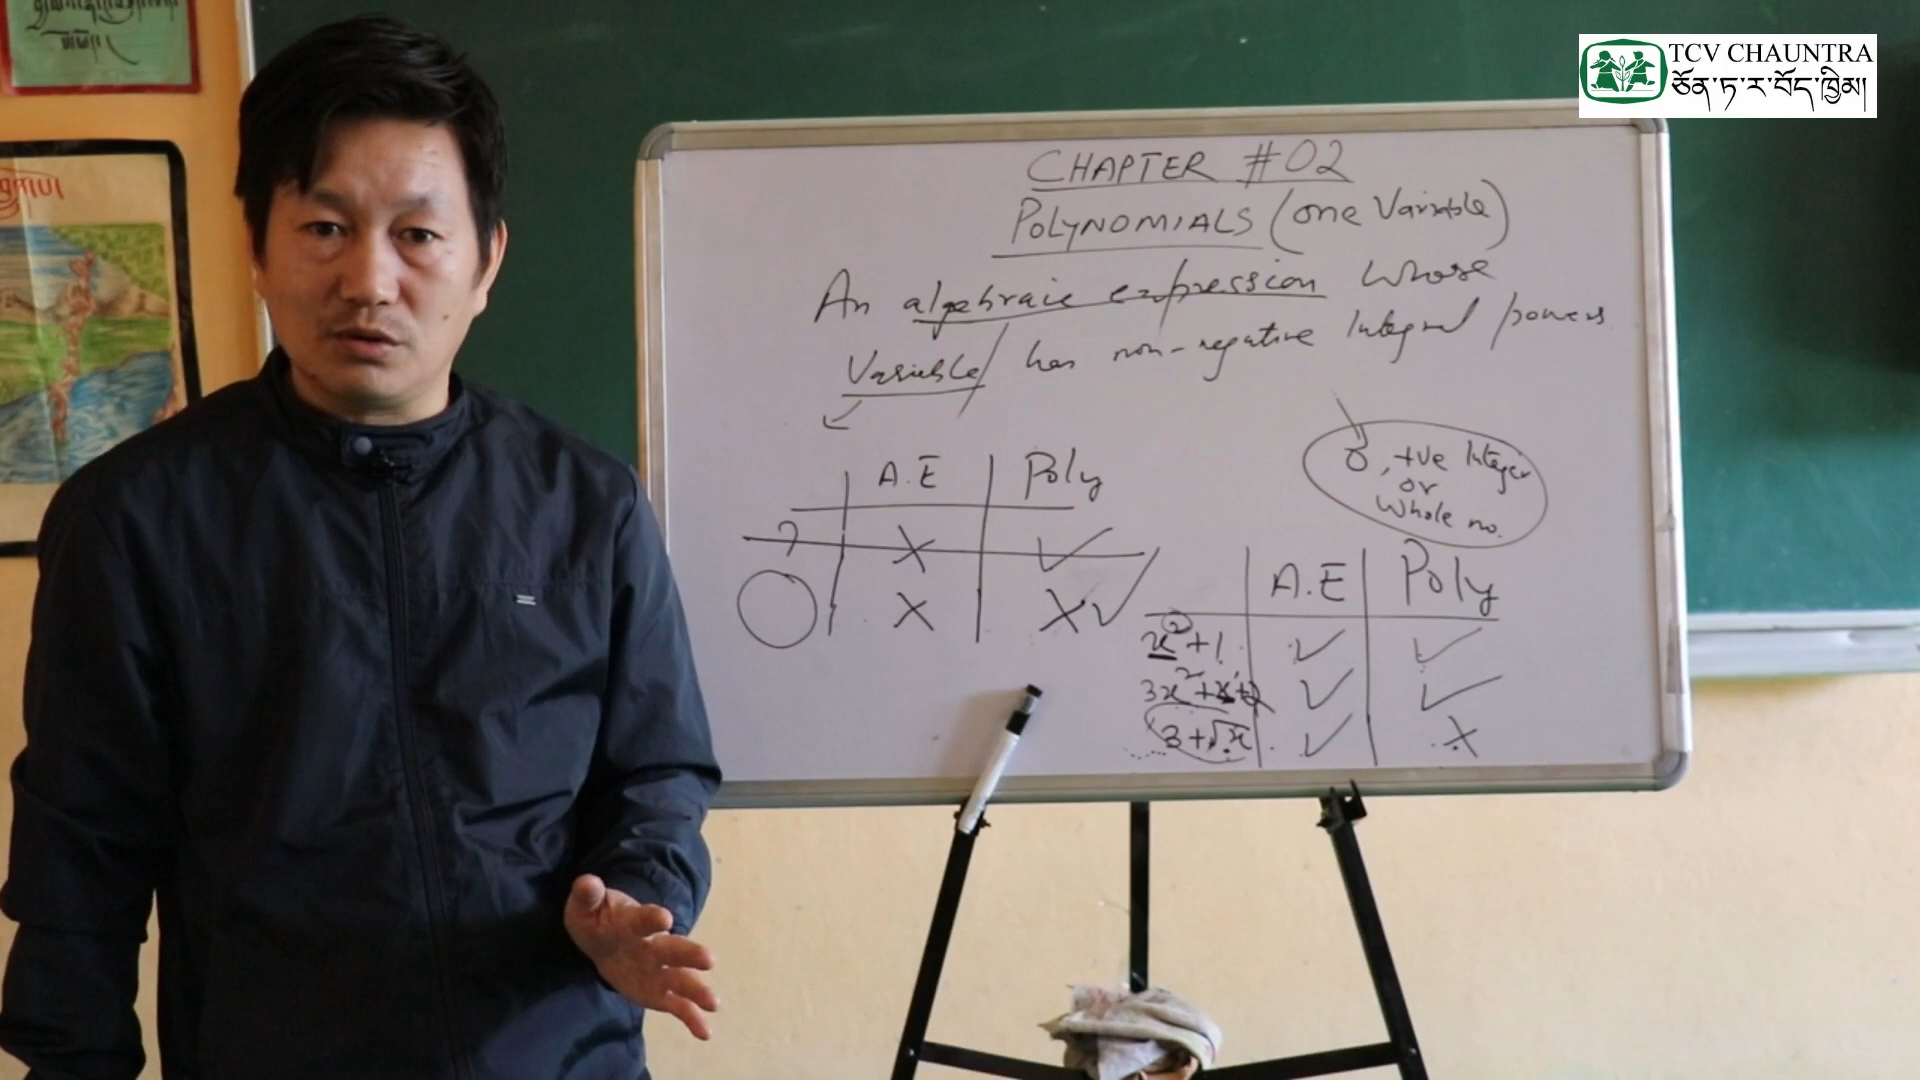 TCV CHAUNTRA
ཆོན་ཏ་ར་བོད་ཁྱིམ།
CHAPTER #02
POLYNOMIALS (one Variable)
An algebraic expression whose
Variable has non-negative Integral powers
0, +ve Integer
or
Whole no.
A.E Poly
? X ✓
X X ✓
A.E Poly
x² + 1 ✓ ✓
3x² + x + 2 ✓ ✓
3 + √x ✓ X